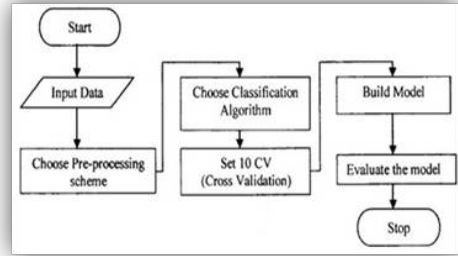 Start
Input Data
Choose Pre-processing
scheme
Choose Classification
Algorithm
Set 10 CV
(Cross Validation)
Build Model
Evaluate the model
Stop